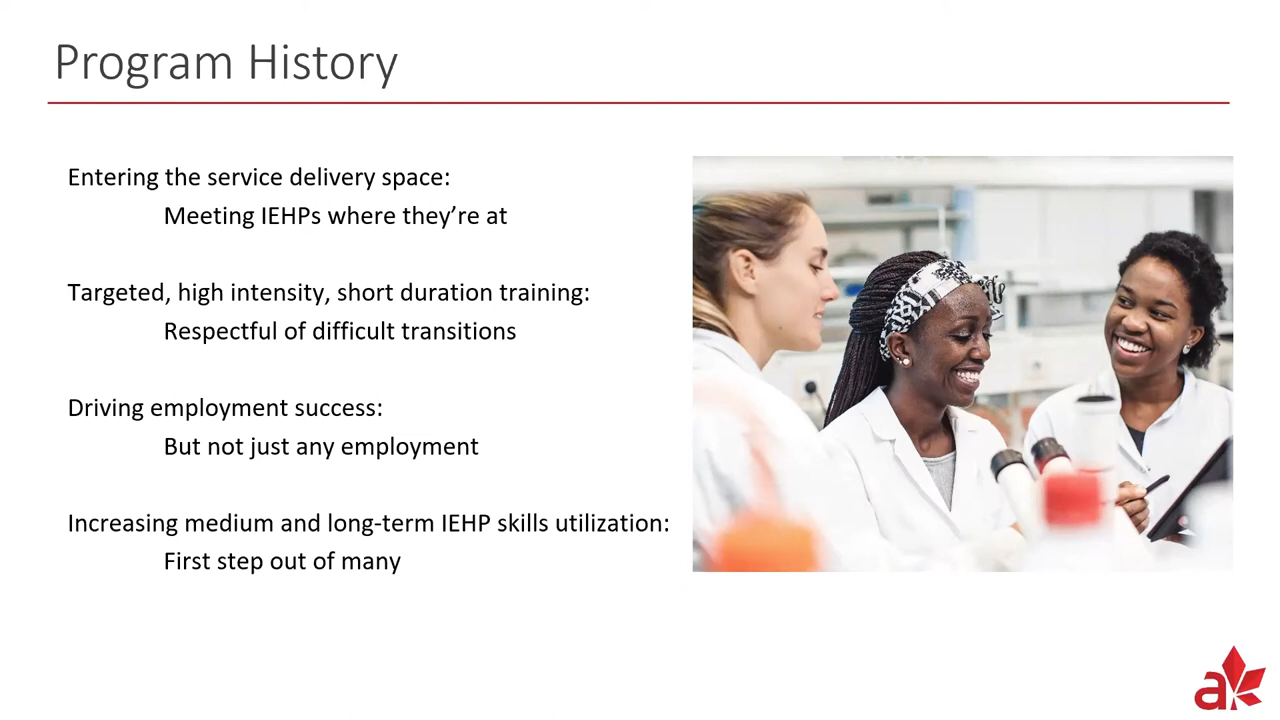 Program History
Entering the service delivery space:
Meeting IEHPs where they’re at
Targeted, high intensity, short duration training:
Respectful of difficult transitions
Driving employment success:
But not just any employment
Increasing medium and long-term IEHP skills utilization:
First step out of many
a